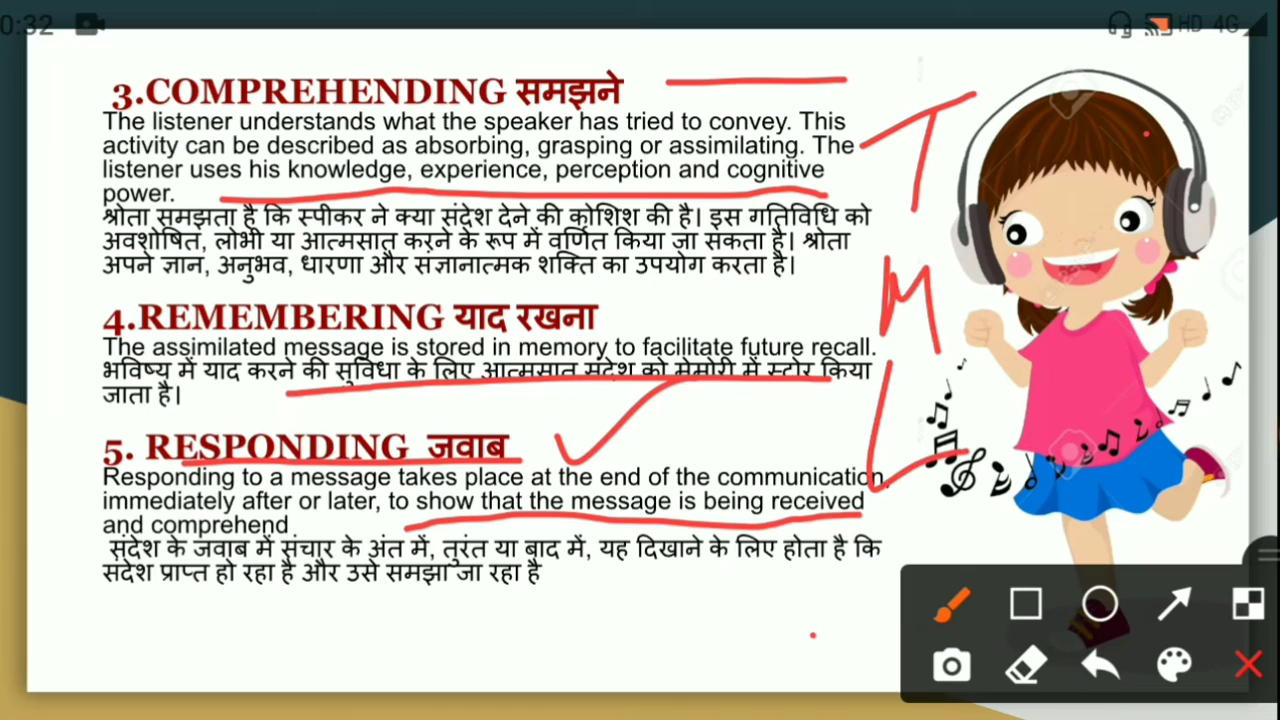 0:32
HD 4G
3.COMPREHENDING समझने
The listener understands what the speaker has tried to convey. This
activity can be described as absorbing, grasping or assimilating. The
listener uses his knowledge, experience, perception and cognitive
power.
श्रोता समझता है कि स्पीकर ने क्या संदेश देने की कोशिश की है। इस गतिविधि को
अवशोषित, लोभी या आत्मसात करने के रूप में वर्णित किया जा सकता है। श्रोता
अपने ज्ञान, अनुभव, धारणा और संज्ञानात्मक शक्ति का उपयोग करता है।
4.REMEMBERING याद रखना
The assimilated message is stored in memory to facilitate future recall.
भविष्य में याद करने की सुविधा के लिए आत्मसात संदेश को मेमोरी में स्टोर किया
जाता है।
5. RESPONDING जवाब
Responding to a message takes place at the end of the communication,
immediately after or later, to show that the message is being received
and comprehend.
संदेश के जवाब में संचार के अंत में, तुरंत या बाद में, यह दिखाने के लिए होता है कि
संदेश प्राप्त हो रहा है और उसे समझा जा रहा है
T
M
L